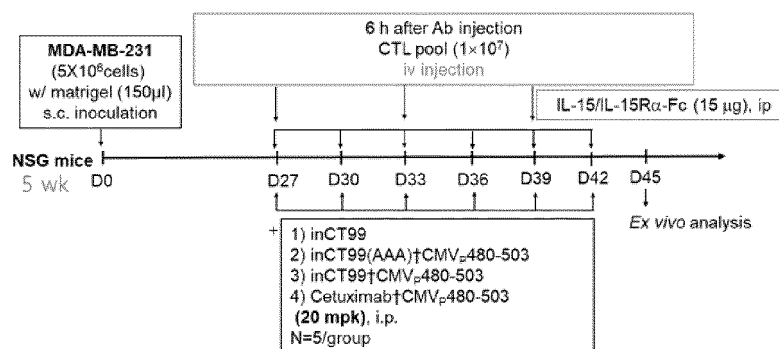 MDA-MB-231
(5X10⁶cells)
w/ matrigel (150µl)
s.c. inoculation
6 h after Ab injection
CTL pool (1×10⁷)
iv injection
IL-15/IL-15Rα-Fc (15 µg), ip
NSG mice
5 wk
D0
D27
D30
D33
D36
D39
D42
D45
Ex vivo analysis
+
1) inCT99
2) inCT99(AAA)†CMVₚ480-503
3) inCT99†CMVₚ480-503
4) Cetuximab†CMVₚ480-503
(20 mpk), i.p.
N=5/group